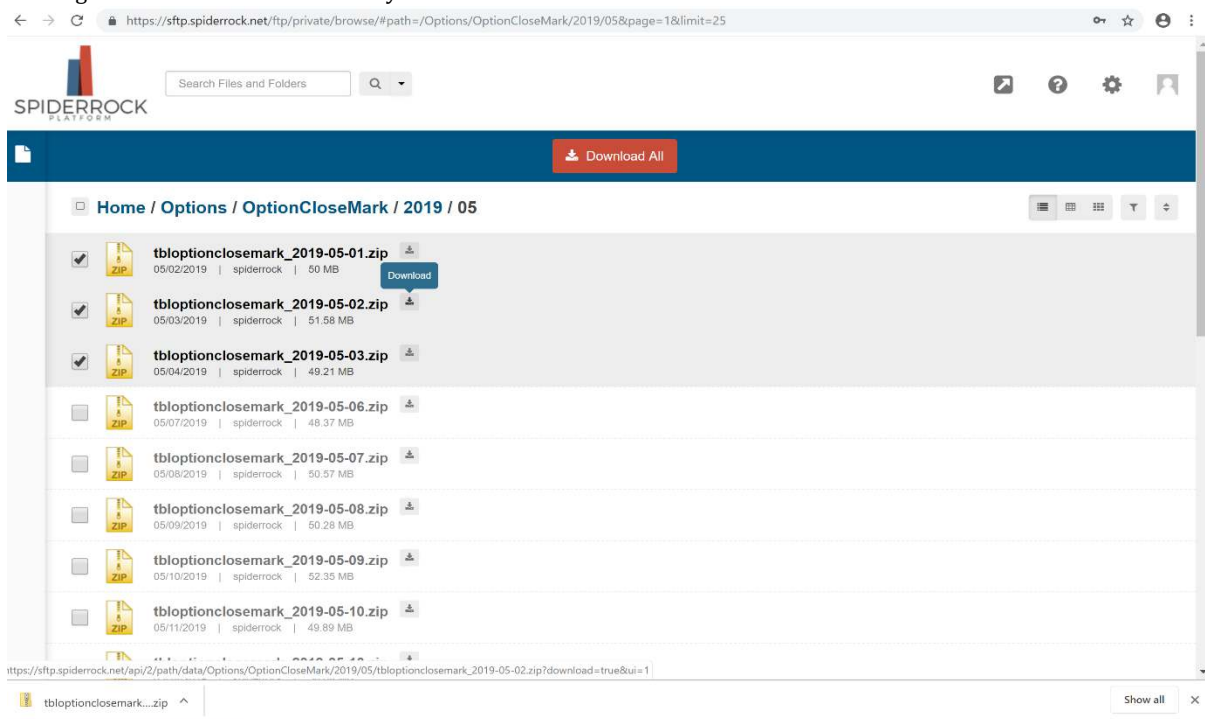 https://sftp.spiderrock.net/ftp/private/browse/#path=/Options/OptionCloseMark/2019/05&page=1&limit=25
SPIDERROCK
PLATFORM
Search Files and Folders
Download All
Home / Options / OptionCloseMark / 2019 / 05
tbloptionclosemark_2019-05-01.zip
05/02/2019 | spiderrock | 50 MB
Download
tbloptionclosemark_2019-05-02.zip
05/03/2019 | spiderrock | 51.58 MB
tbloptionclosemark_2019-05-03.zip
05/04/2019 | spiderrock | 49.21 MB
tbloptionclosemark_2019-05-06.zip
05/07/2019 | spiderrock | 48.37 MB
tbloptionclosemark_2019-05-07.zip
05/08/2019 | spiderrock | 50.57 MB
tbloptionclosemark_2019-05-08.zip
05/09/2019 | spiderrock | 50.28 MB
tbloptionclosemark_2019-05-09.zip
05/10/2019 | spiderrock | 52.35 MB
tbloptionclosemark_2019-05-10.zip
05/11/2019 | spiderrock | 49.89 MB
https://sftp.spiderrock.net/api/2/path/data/Options/OptionCloseMark/2019/05/tbloptionclosemark_2019-05-02.zip?download=true&ui=1
tbloptionclosemark....zip
Show all